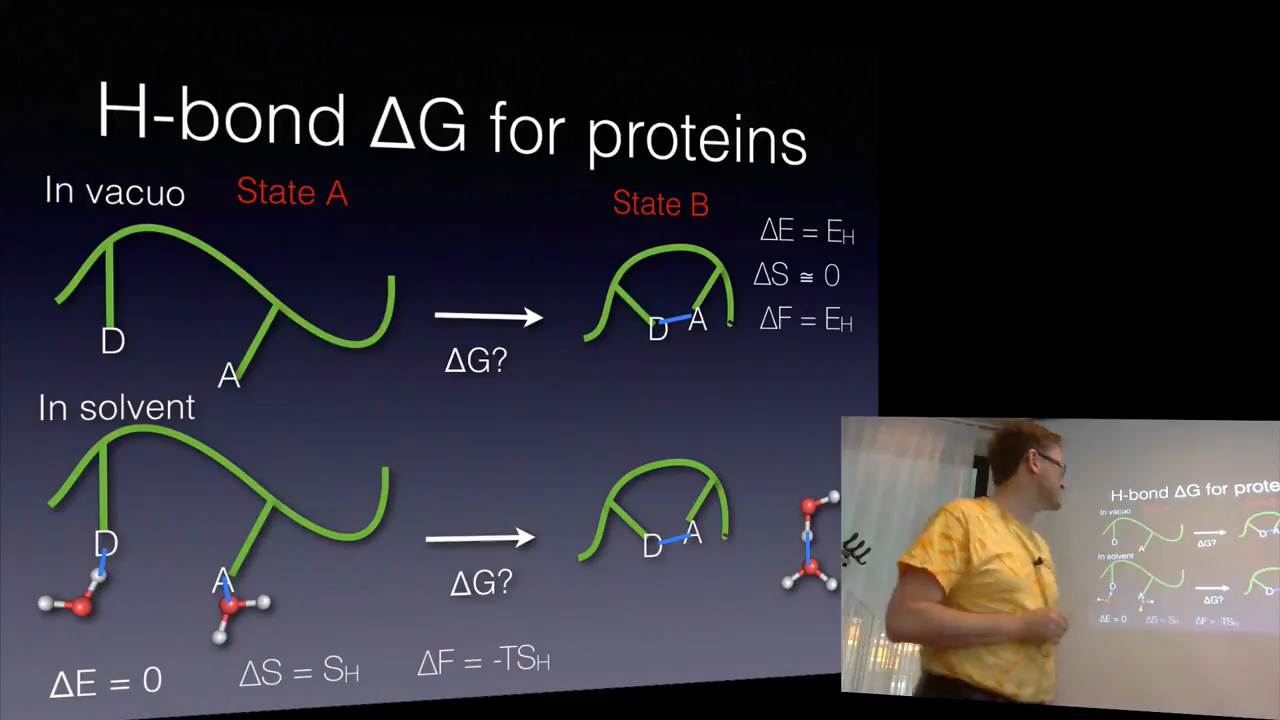 H-bond ΔG for proteins
In vacuo
State A
State B
ΔE = EH
ΔS ≅ 0
ΔF = EH
D
A
D
A
ΔG?
In solvent
D
A
D
A
ΔG?
ΔE = 0
ΔS = SH
ΔF = -TSH
H-bond ΔG for prote
In vacuo
D
A
ΔG?
D
A
In solvent
D
A
ΔG?
D
ΔE = 0
ΔS = SH
ΔF = -TSH